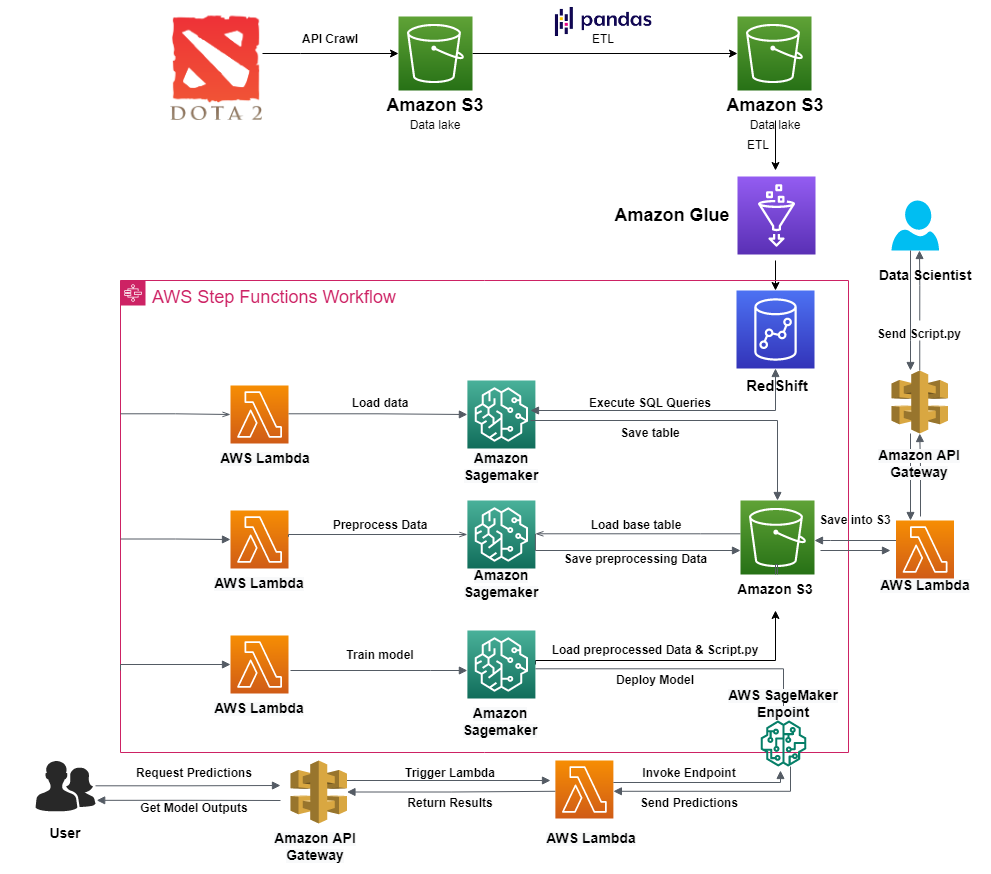 pandas
API Crawl
ETL
DOTA 2
Amazon S3
Data lake
Amazon S3
Data lake
ETL
Amazon Glue
Data Scientist
AWS Step Functions Workflow
Send Script.py
RedShift
Load data
Execute SQL Queries
Save table
AWS Lambda
Amazon
Sagemaker
Amazon API
Gateway
Preprocess Data
Load base table
Save into S3
Save preprocessing Data
AWS Lambda
Amazon
Sagemaker
Amazon S3
AWS Lambda
Train model
Load preprocessed Data & Script.py
Deploy Model
AWS Lambda
Amazon
Sagemaker
AWS SageMaker
Enpoint
Request Predictions
Trigger Lambda
Invoke Endpoint
Get Model Outputs
Return Results
Send Predictions
User
Amazon API
Gateway
AWS Lambda